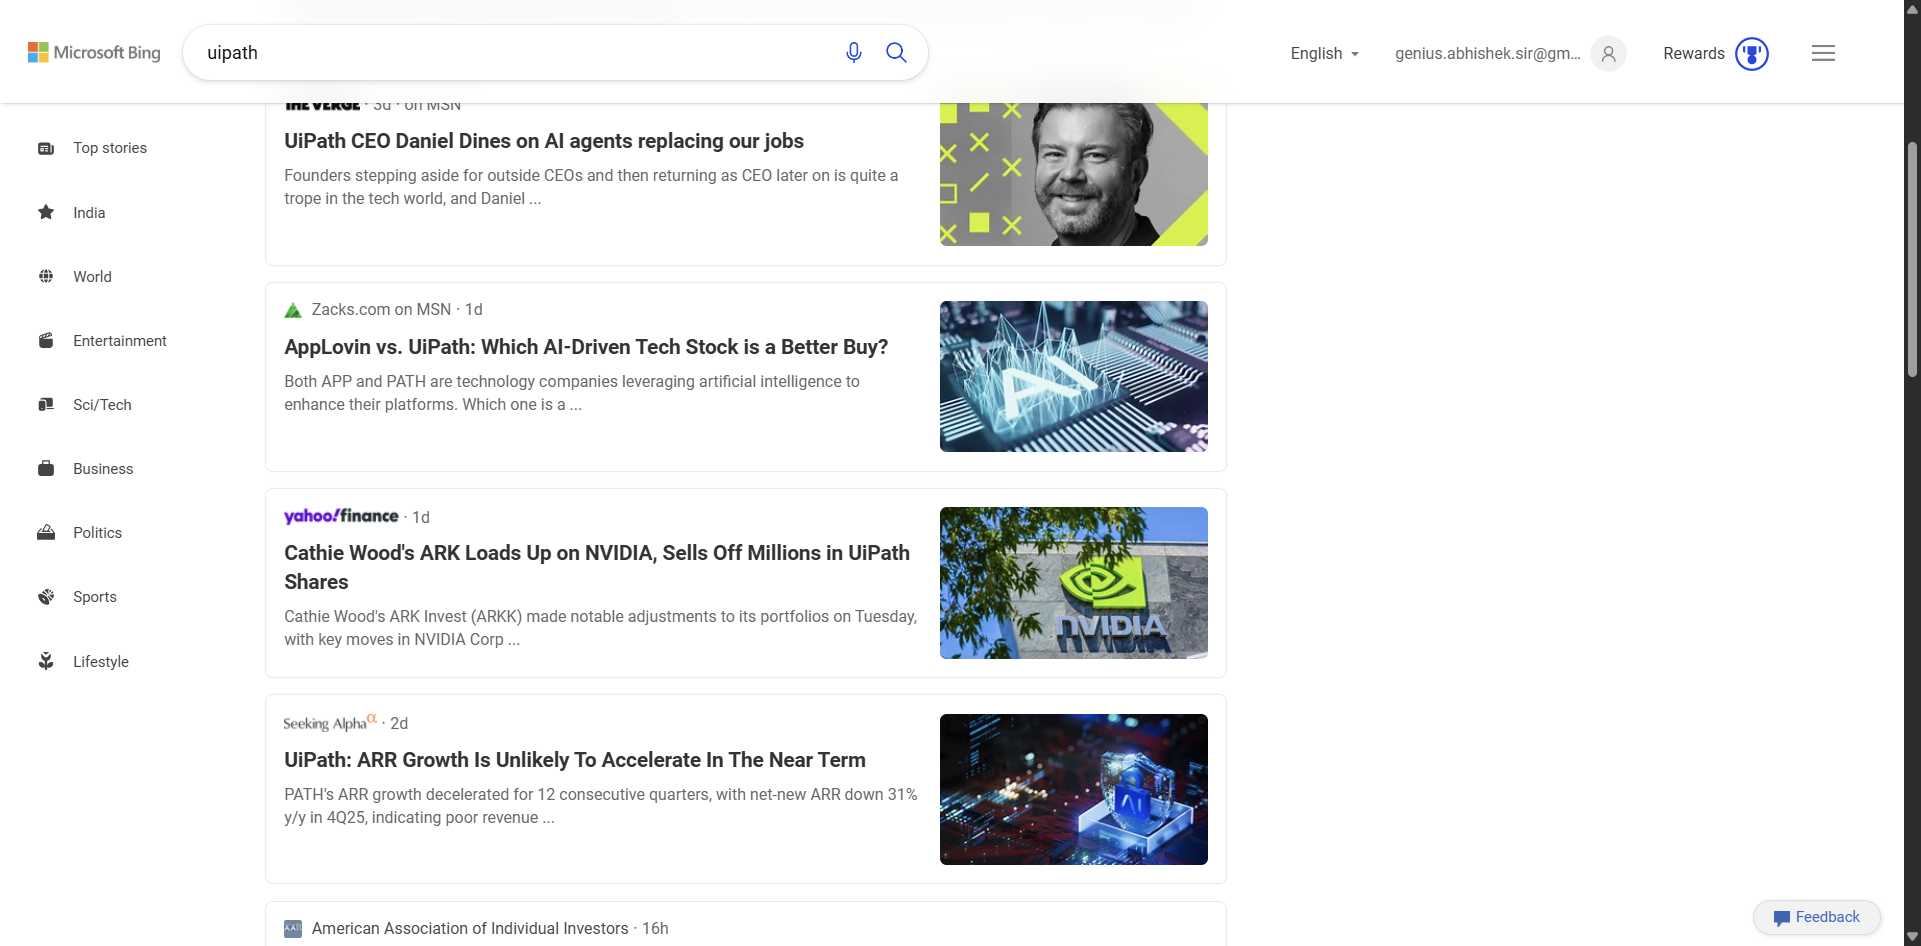 Microsoft Bing
uipath
English
genius.abhishek.sir@gm...
Rewards
Top stories
India
World
Entertainment
Sci/Tech
Business
Politics
Sports
Lifestyle
THE VERGE · 3d · on MSN
UiPath CEO Daniel Dines on AI agents replacing our jobs
Founders stepping aside for outside CEOs and then returning as CEO later on is quite a
trope in the tech world, and Daniel ...
Zacks.com on MSN · 1d
AppLovin vs. UiPath: Which AI-Driven Tech Stock is a Better Buy?
Both APP and PATH are technology companies leveraging artificial intelligence to
enhance their platforms. Which one is a ...
AI
yahoo!finance · 1d
Cathie Wood's ARK Loads Up on NVIDIA, Sells Off Millions in UiPath
Shares
Cathie Wood's ARK Invest (ARKK) made notable adjustments to its portfolios on Tuesday,
with key moves in NVIDIA Corp ...
NVIDIA
Seeking Alphaα · 2d
UiPath: ARR Growth Is Unlikely To Accelerate In The Near Term
PATH's ARR growth decelerated for 12 consecutive quarters, with net-new ARR down 31%
y/y in 4Q25, indicating poor revenue ...
AI
AAII American Association of Individual Investors · 16h
Feedback